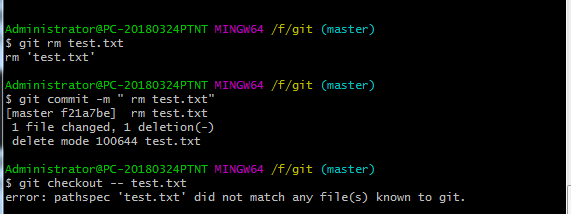 Administrator@PC-20180324PTNT MINGW64 /f/git (master)
$ git rm test.txt
rm 'test.txt'
Administrator@PC-20180324PTNT MINGW64 /f/git (master)
$ git commit -m " rm test.txt"
[master f21a7be]  rm test.txt
 1 file changed, 1 deletion(-)
 delete mode 100644 test.txt
Administrator@PC-20180324PTNT MINGW64 /f/git (master)
$ git checkout -- test.txt
error: pathspec 'test.txt' did not match any file(s) known to git.